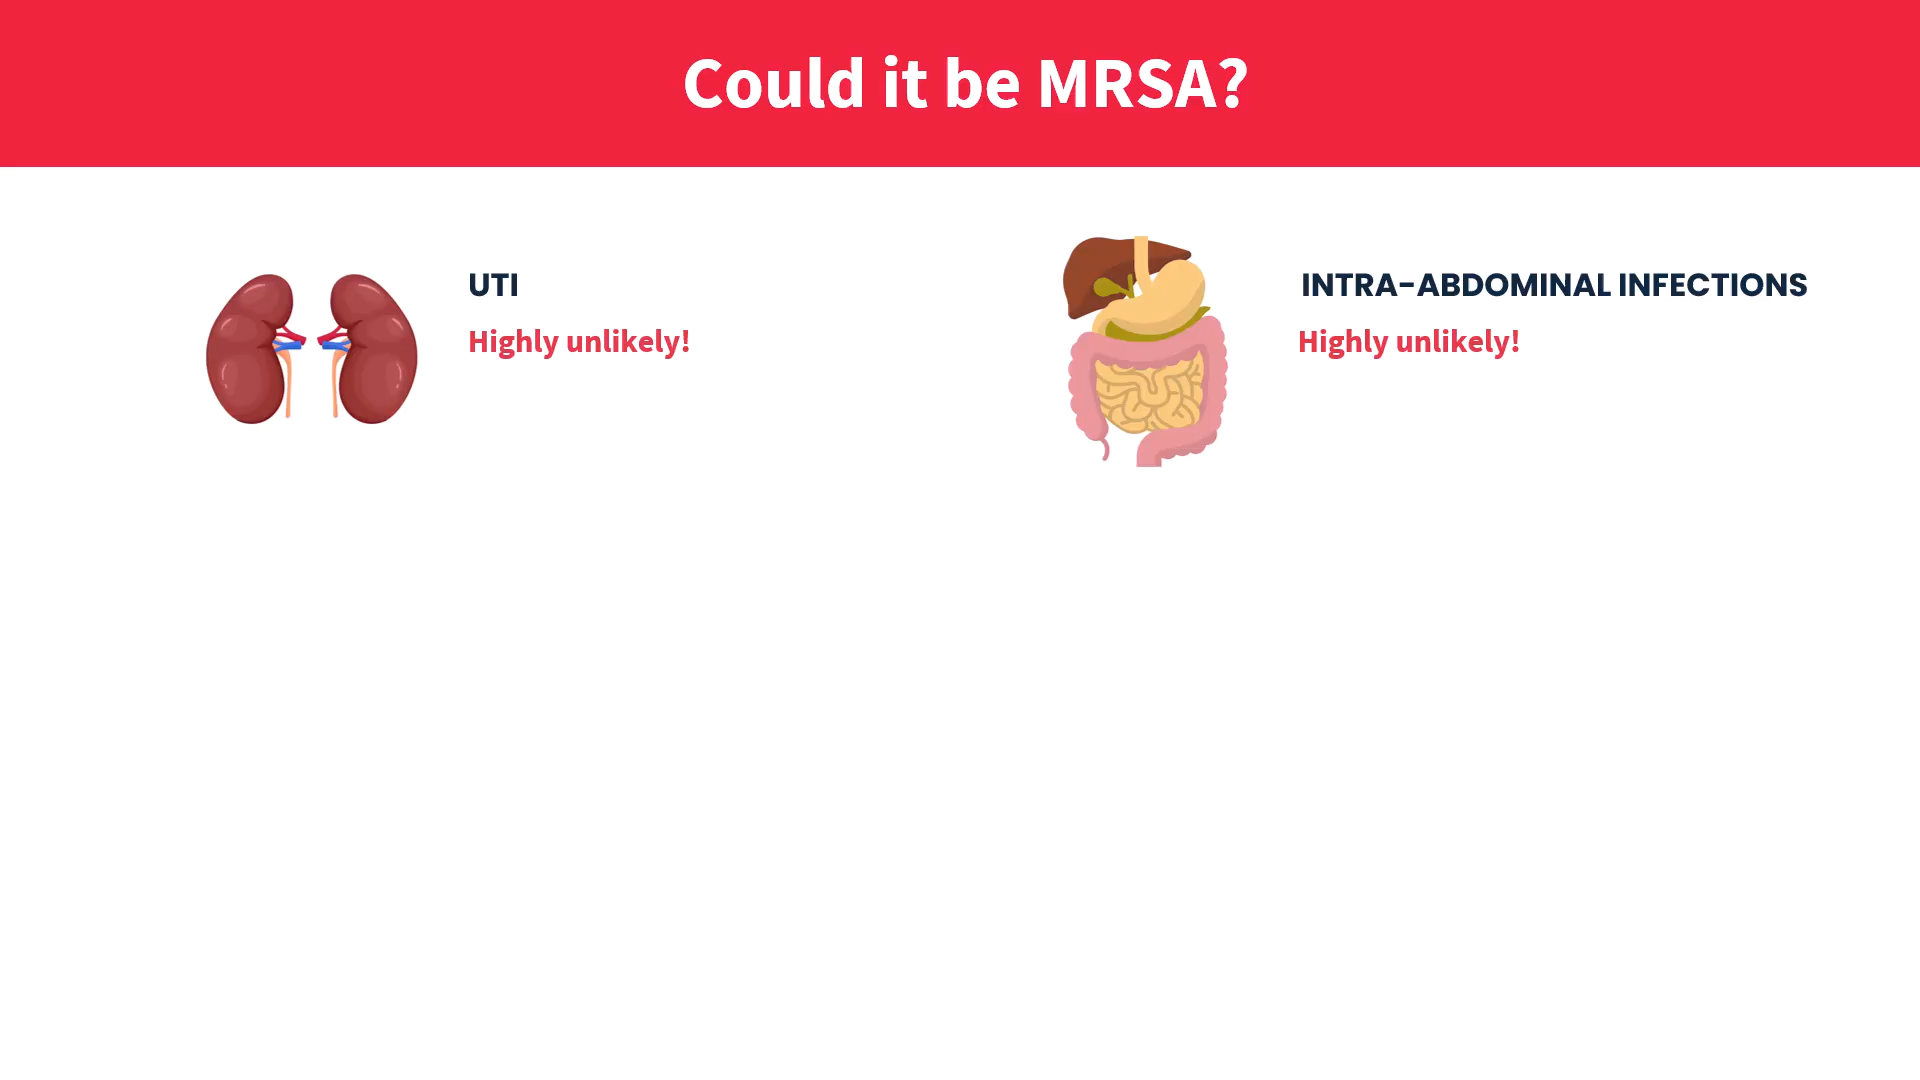 Could it be MRSA?
UTI
Highly unlikely!
INTRA-ABDOMINAL INFECTIONS
Highly unlikely!